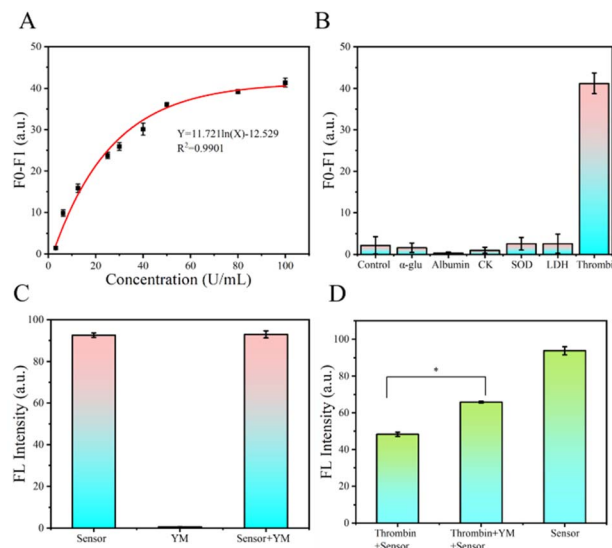 A
50
40
30
20
10
0
F0-F1 (a.u.)
Y=11.721ln(X)-12.529
R²=0.9901
0 20 40 60 80 100
Concentration (U/mL)
B
50
40
30
20
10
0
F0-F1 (a.u.)
Control α-glu Albumin CK SOD LDH Thrombi
C
100
80
60
40
20
0
FL Intensity (a.u.)
Sensor YM Sensor+YM
D
100
80
60
40
20
0
FL Intensity (a.u.)
*
Thrombin Thrombin+YM Sensor
+Sensor +Sensor